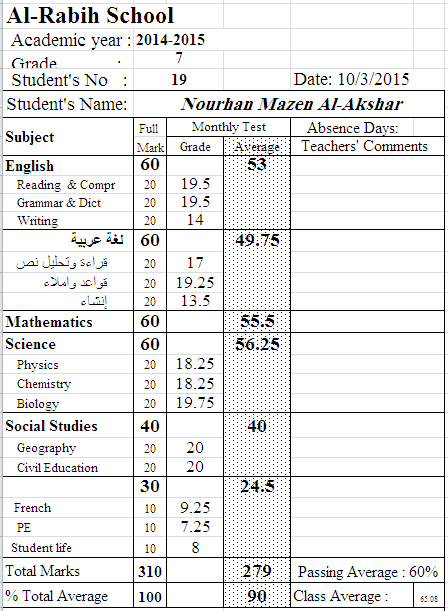 Al-Rabih School
Academic year : 2014-2015
Grade : 7
Student's No : 19 Date: 10/3/2015
Student's Name: Nourhan Mazen Al-Akshar
Subject Full Mark Monthly Test Absence Days:
Grade Average Teachers' Comments
English 60 53
Reading & Compr 20 19.5
Grammar & Dict 20 19.5
Writing 20 14
لغة عربية 60 49.75
قراءة وتحليل نص 20 17
قواعد واملاء 20 19.25
إنشاء 20 13.5
Mathematics 60 55.5
Science 60 56.25
Physics 20 18.25
Chemistry 20 18.25
Biology 20 19.75
Social Studies 40 40
Geography 20 20
Civil Education 20 20
30 24.5
French 10 9.25
PE 10 7.25
Student life 10 8
Total Marks 310 279 Passing Average : 60%
% Total Average 100 90 Class Average : 65.08